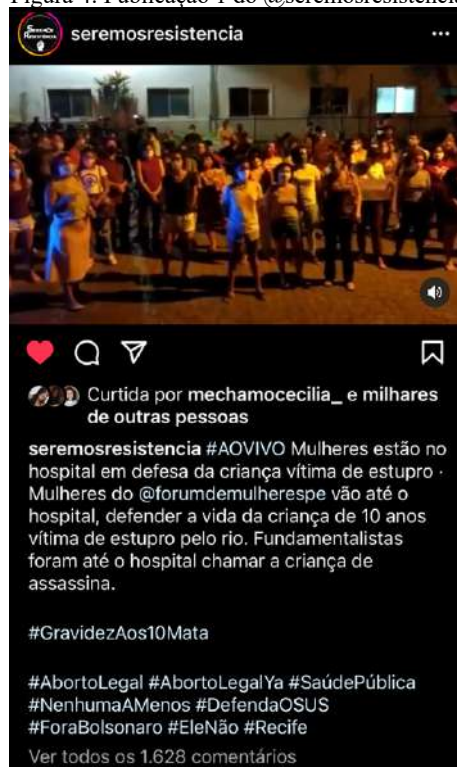 Figura 4: Publicação 1 do @seremosresistencia
seremosresistencia
Curtida por mechamocecilia_ e milhares
de outras pessoas
seremosresistencia #AOVIVO Mulheres estão no
hospital em defesa da criança vítima de estupro ·
Mulheres do @forumdemulherespe vão até o
hospital, defender a vida da criança de 10 anos
vítima de estupro pelo rio. Fundamentalistas
foram até o hospital chamar a criança de
assassina.
#GravidezAos10Mata
#AbortoLegal #AbortoLegalYa #SaúdePública
#NenhumaAMenos #DefendaOSUS
#ForaBolsonaro #EleNão #Recife
Ver todos os 1.628 comentários